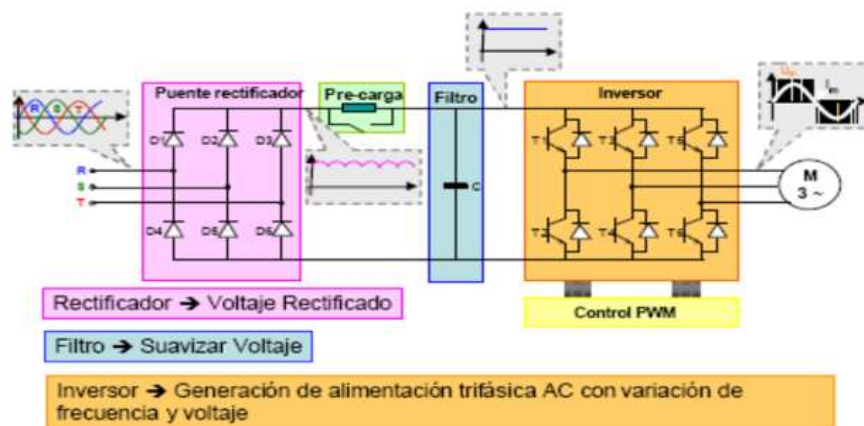 Puente rectificador
Pre-carga
Filtro
Inversor
Um
Im
R S T
D1 D2 D3
T1 T3 T5
R
S
T
C
M
3 ~
D4 D5 D6
T2 T4 T6
Control PWM
Rectificador ➔ Voltaje Rectificado
Filtro ➔ Suavizar Voltaje
Inversor ➔ Generación de alimentación trifásica AC con variación de
frecuencia y voltaje